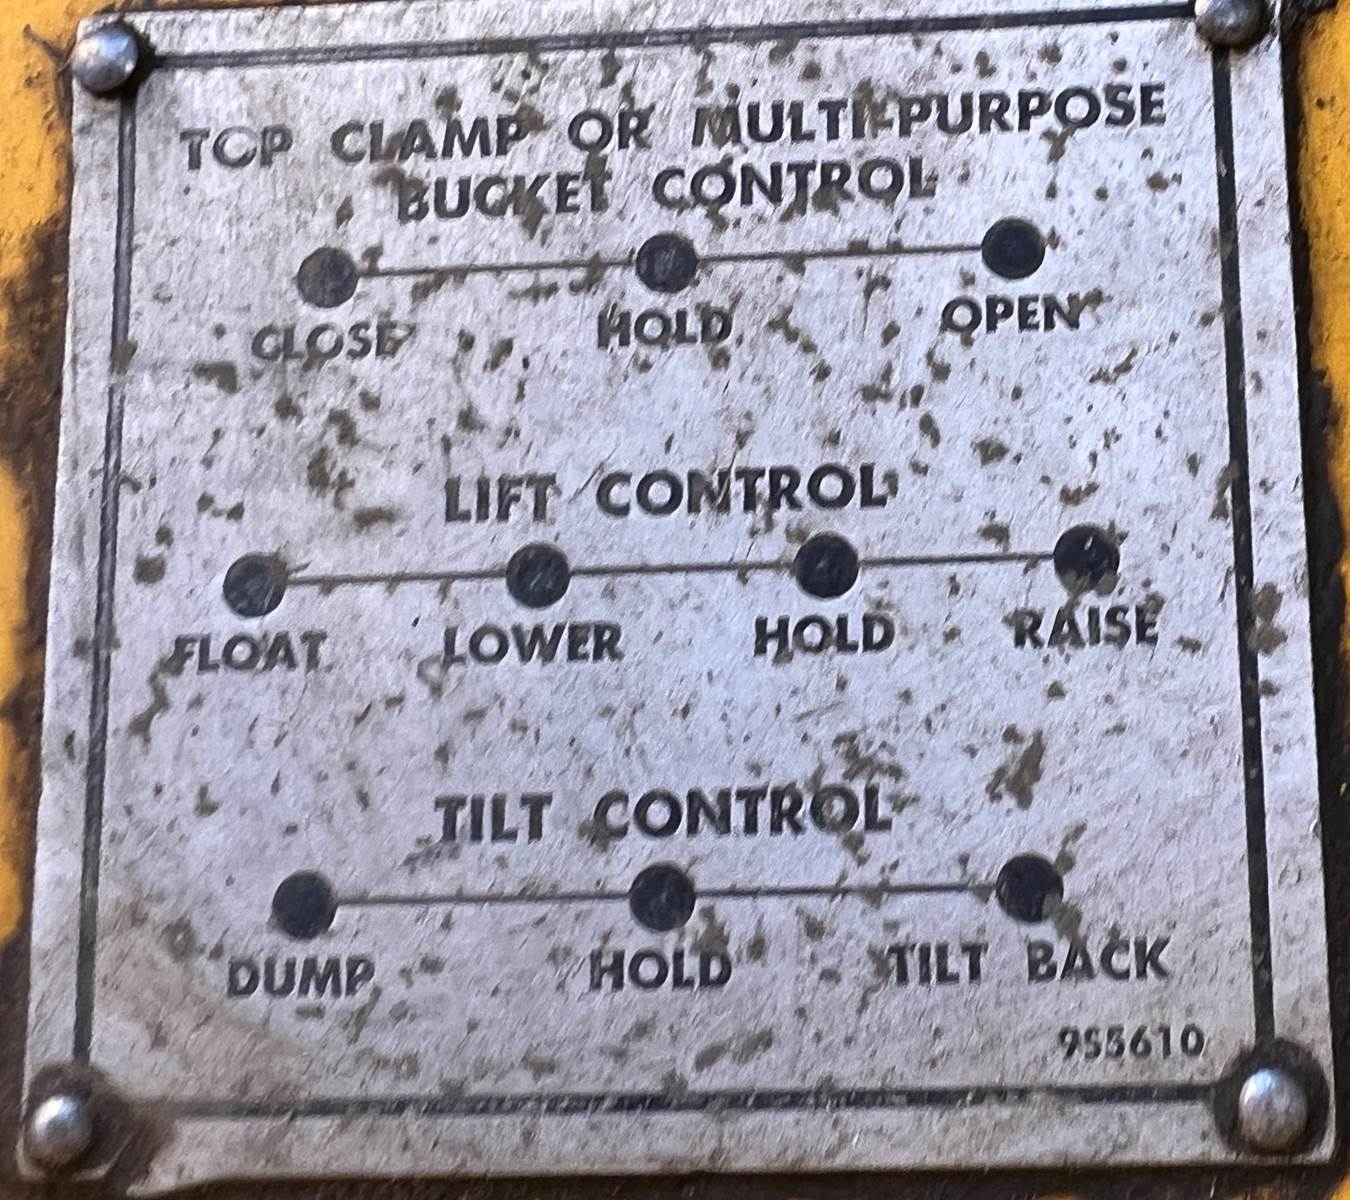 TOP CLAMP OR MULTI-PURPOSE
BUCKET CONTROL
CLOSE HOLD OPEN
LIFT CONTROL
FLOAT LOWER HOLD RAISE
TILT CONTROL
DUMP HOLD TILT BACK
9S5610